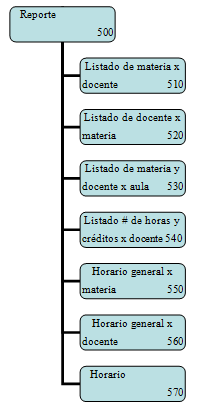 Reporte
500
Listado de materia x
docente 510
Listado de docente x
materia 520
Listado de materia y
docente x aula 530
Listado # de horas y
créditos x docente 540
Horario general x
materia 550
Horario general x
docente 560
Horario
570